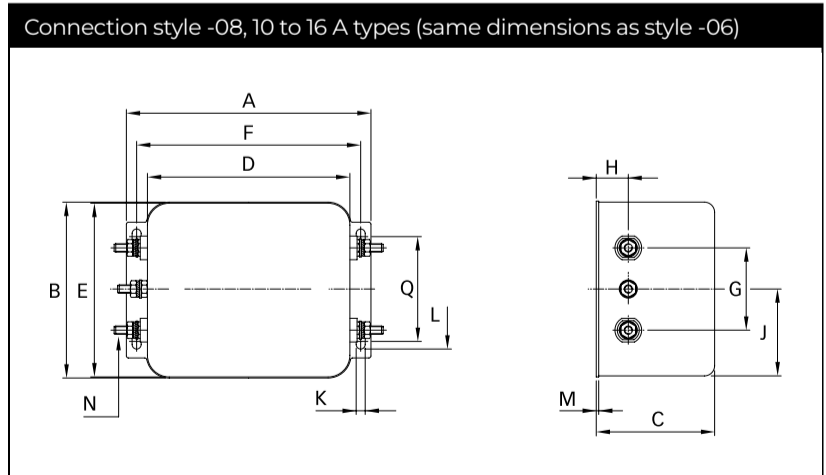 Connection style -08, 10 to 16 A types (same dimensions as style -06)
A
F
D
H
B
E
Q
G
L
J
N
K
M
C